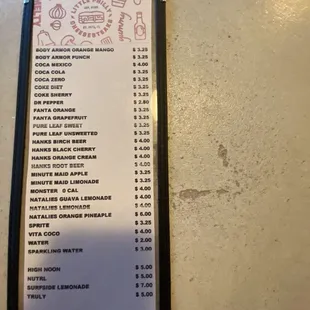 MEATY
LITTLE PHILLY
CHEESESTEAKS
BODY ARMOR ORANGE MANGO $ 3.25
BODY ARMOR PUNCH $ 3.25
COCA MEXICO $ 4.00
COCA COLA $ 3.25
COCA ZERO $ 3.25
COKE DIET $ 3.25
COKE SHERRY $ 3.25
DR PEPPER $ 2.80
FANTA ORANGE $ 3.25
FANTA GRAPEFRUIT $ 3.25
PURE LEAF SWEET $ 3.25
PURE LEAF UNSWEETED $ 3.25
HANKS BIRCH BEER $ 4.00
HANKS BLACK CHERRY $ 4.00
HANKS ORANGE CREAM $ 4.00
HANKS ROOT BEER $ 4.00
MINUTE MAID APPLE $ 3.25
MINUTE MAID LIMONADE $ 3.25
MONSTER 0 CAL $ 4.00
NATALIES GUAVA LEMONADE $ 4.00
NATALIES LEMONADE $ 4.00
NATALIES ORANGE PINEAPLE $ 5.00
SPRITE $ 3.25
VITA COCO $ 4.00
WATER $ 2.00
SPARKLING WATER $ 3.00
HIGH NOON $ 5.00
NUTRL $ 5.00
SURFSIDE LEMONADE $ 7.00
TRULY $ 5.00